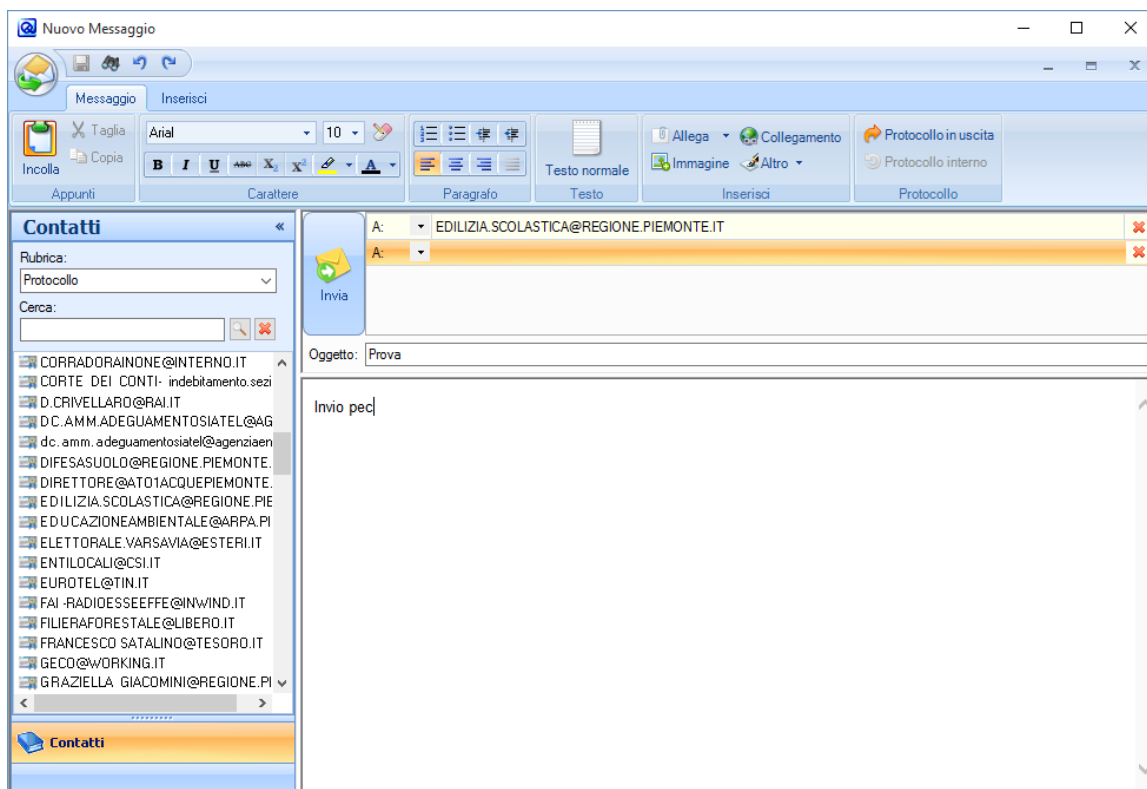 Nuovo Messaggio
Messaggio Inserisci
Incolla
Taglia
Copia
Appunti
Arial 10
B I U ABC X₂ X² A
Carattere
Paragrafo
Testo normale
Testo
Allega Collegamento
Immagine Altro
Inserisci
Protocollo in uscita
Protocollo interno
Protocollo
Contatti «
Rubrica:
Protocollo
Cerca:
CORRADORAINONE@INTERNO.IT
CORTE DEI CONTI- indebitamento.sezi
D.CRIVELLARO@RAI.IT
DC.AMM.ADEGUAMENTOSIATEL@AG
dc.amm.adeguamentosiatel@agenziaen
DIFESASUOLO@REGIONE.PIEMONTE.
DIRETTORE@ATO1ACQUEPIEMONTE.
EDILIZIA.SCOLASTICA@REGIONE.PIE
EDUCAZIONEAMBIENTALE@ARPA.PI
ELETTORALE.VARSAVIA@ESTERI.IT
ENTILOCALI@CSI.IT
EUROTEL@TIN.IT
FAI -RADIOESSEEFFE@INWIND.IT
FILIERAFORESTALE@LIBERO.IT
FRANCESCO SATALINO@TESORO.IT
GECO@WORKING.IT
GRAZIELLA GIACOMINI@REGIONE.PI
Contatti
Invia
A: EDILIZIA.SCOLASTICA@REGIONE.PIEMONTE.IT
A:
Oggetto: Prova
Invio pec